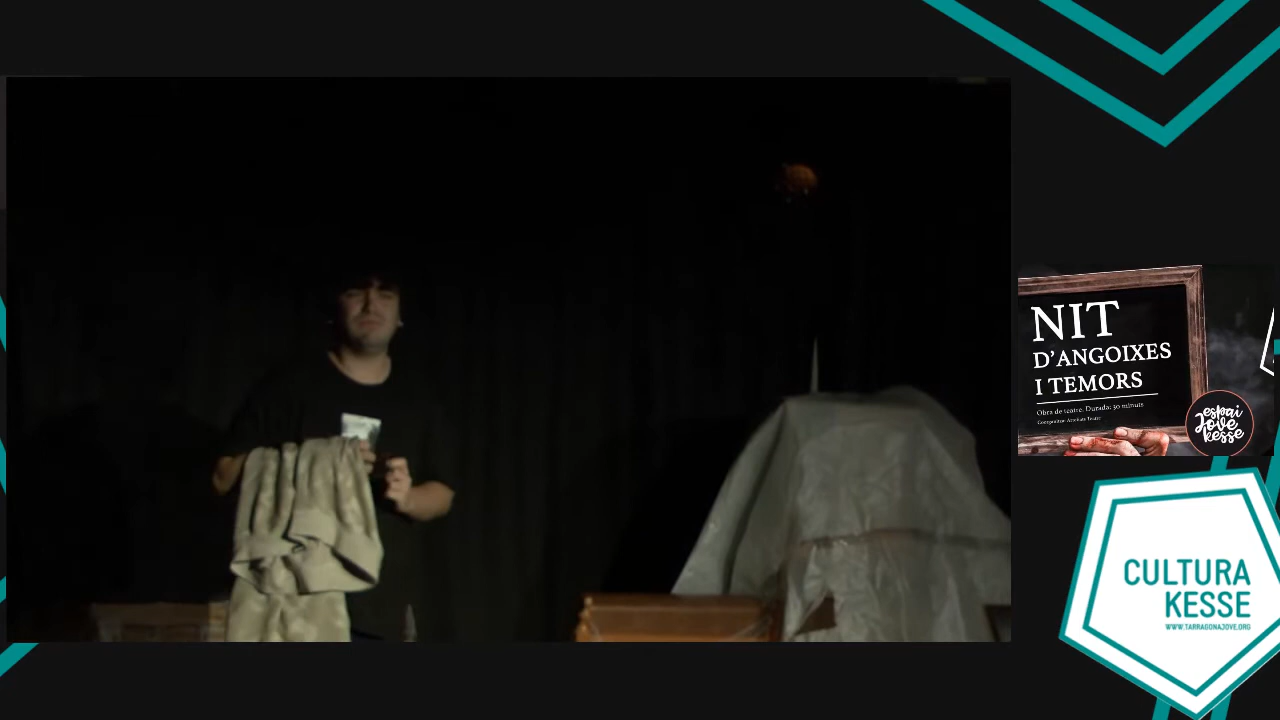 NIT
D'ANGOIXES
I TEMORS
Obra de teatre. Durada: 30 minuts
espai
Jove
kesse
CULTURA
KESSE
WWW.TARRAGONAJOVE.ORG